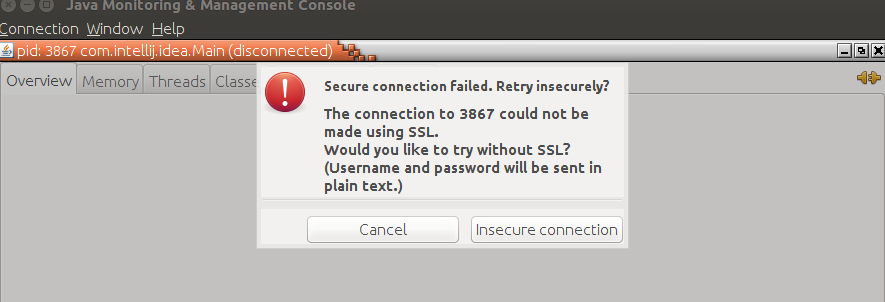 Java Monitoring & Management Console
Connection Window Help
pid: 3867 com.intellij.idea.Main (disconnected)
Overview Memory Threads Classe
Secure connection failed. Retry insecurely?
The connection to 3867 could not be
made using SSL.
Would you like to try without SSL?
(Username and password will be sent in
plain text.)
Cancel Insecure connection